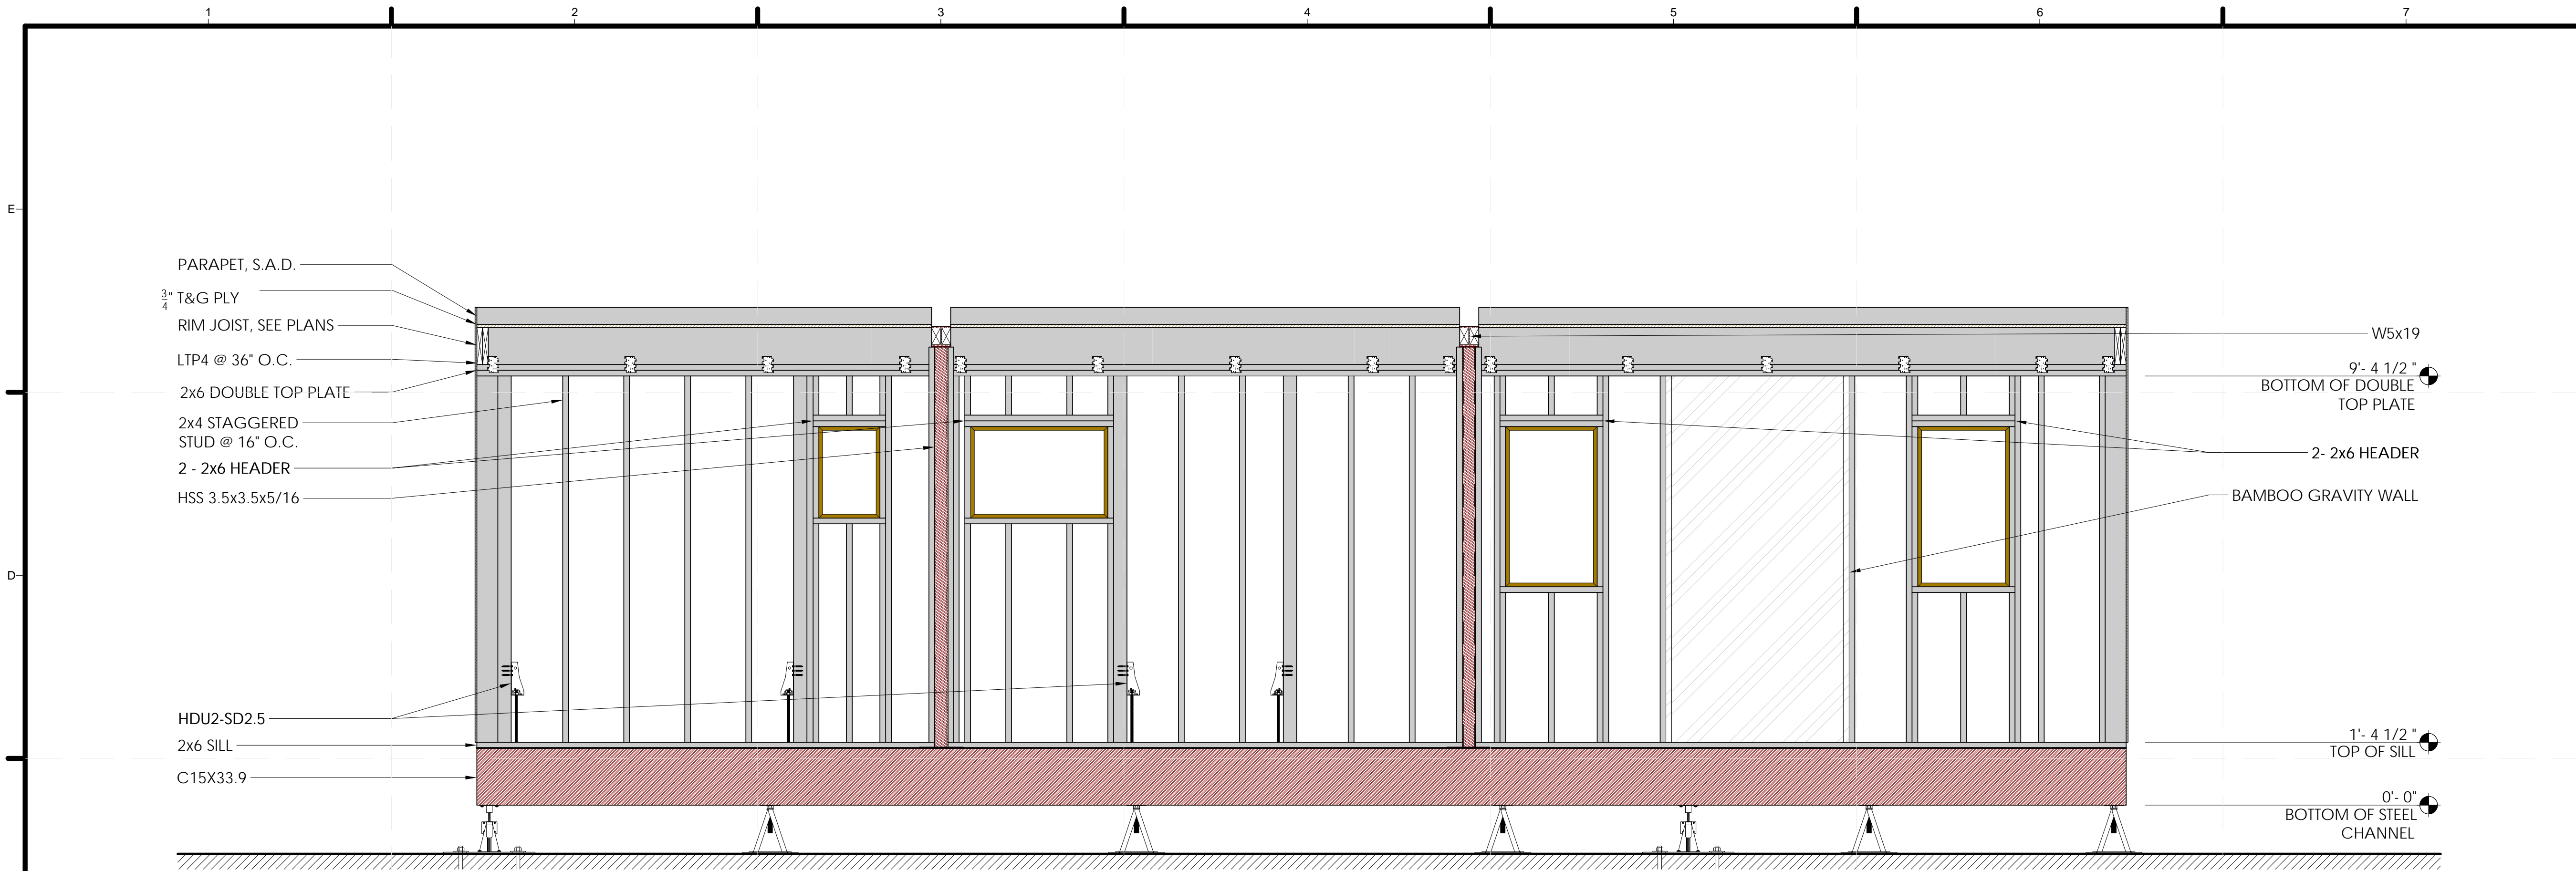 1
2
3
4
5
6
7
E
D
PARAPET, S.A.D.
3/4" T&G PLY
RIM JOIST, SEE PLANS
LTP4 @ 36" O.C.
2x6 DOUBLE TOP PLATE
2x4 STAGGERED
STUD @ 16" O.C.
2 - 2x6 HEADER
HSS 3.5x3.5x5/16
HDU2-SD2.5
2x6 SILL
C15X33.9
W5x19
9'- 4 1/2 "
BOTTOM OF DOUBLE
TOP PLATE
2- 2x6 HEADER
BAMBOO GRAVITY WALL
1'- 4 1/2 "
TOP OF SILL
0'- 0"
BOTTOM OF STEEL
CHANNEL